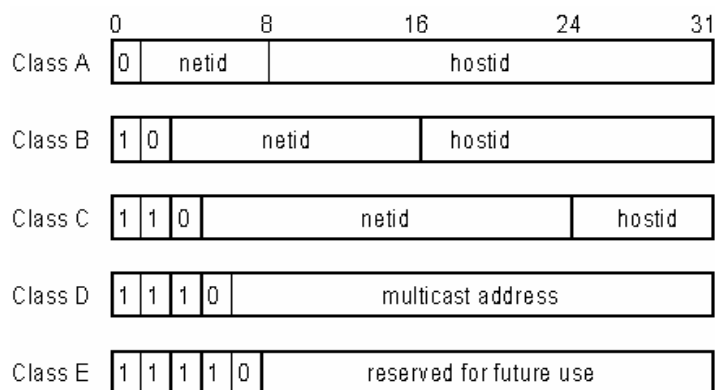 0 8 16 24 31
Class A 0 netid hostid
Class B 1 0 netid hostid
Class C 1 1 0 netid hostid
Class D 1 1 1 0 multicast address
Class E 1 1 1 1 0 reserved for future use